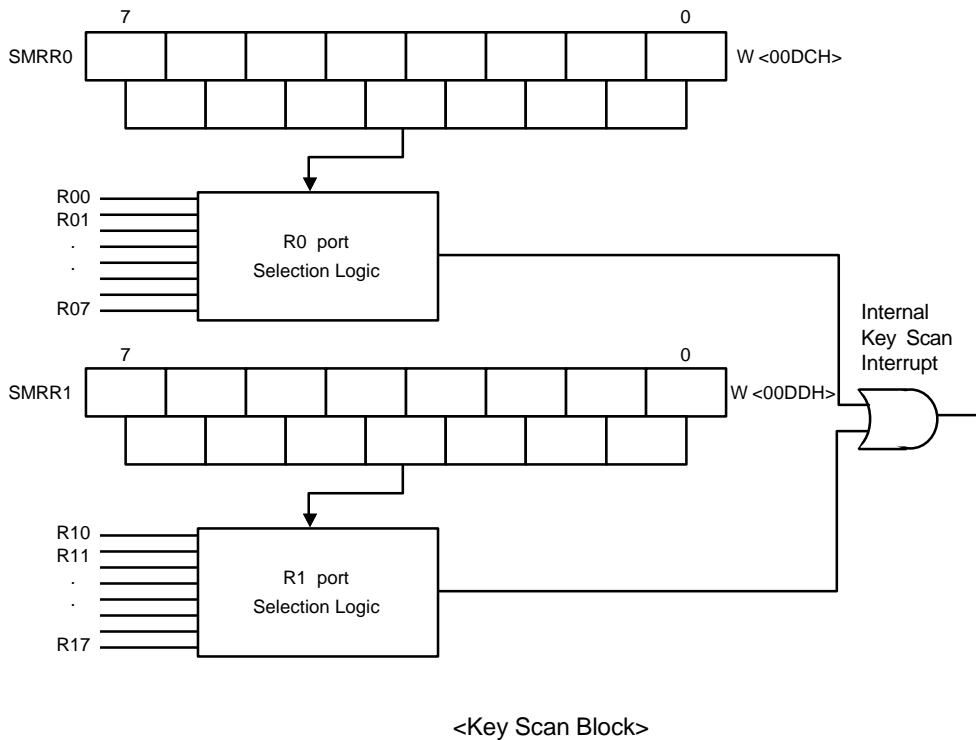 7 0
SMRR0 W <00DCH>
R00
R01
.
.
R07
R0 port
Selection Logic
Internal
Key Scan
Interrupt
7 0
SMRR1 W <00DDH>
R10
R11
.
.
R17
R1 port
Selection Logic
<Key Scan Block>